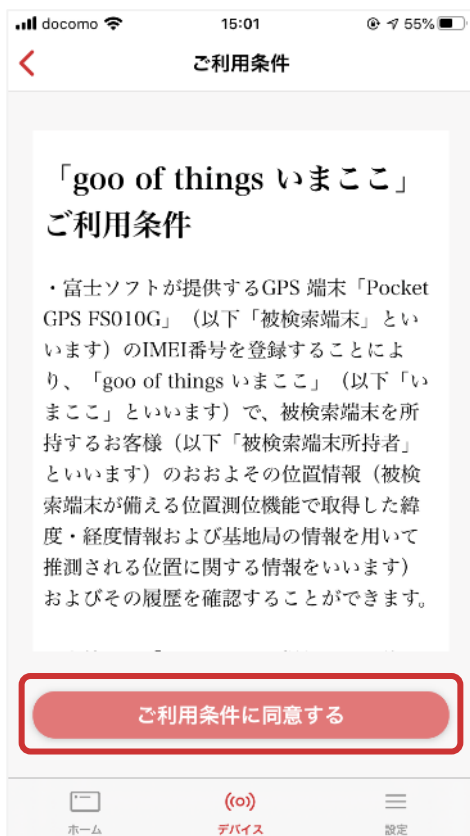 docomo 15:01 55%
ご利用条件
「goo of things いまここ」
ご利用条件
・富士ソフトが提供するGPS 端末「Pocket
GPS FS010G」（以下「被検索端末」とい
います）のIMEI番号を登録することによ
り、「goo of things いまここ」（以下「い
まここ」といいます）で、被検索端末を所
持するお客様（以下「被検索端末所持者」
といいます）のおおよその位置情報（被検
索端末が備える位置測位機能で取得した緯
度・経度情報および基地局の情報を用いて
推測される位置に関する情報をいいます）
およびその履歴を確認することができます。
ご利用条件に同意する
ホーム デバイス 設定